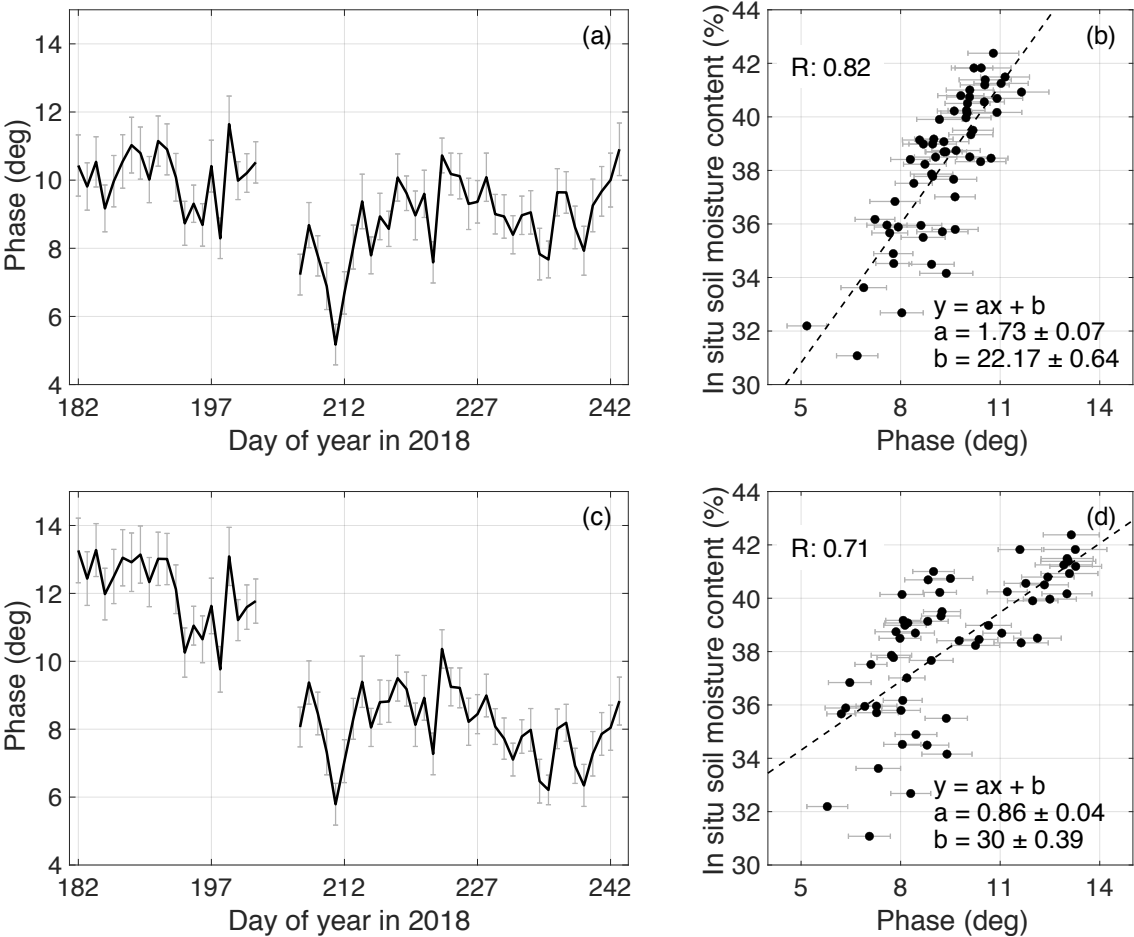 (a)
Phase (deg)
14
12
10
8
6
4
182
197
212
227
242
Day of year in 2018
(b)
In situ soil moisture content (%)
44
42
40
38
36
34
32
30
R: 0.82
y = ax + b
a = 1.73 ± 0.07
b = 22.17 ± 0.64
5
8
11
14
Phase (deg)
(c)
Phase (deg)
14
12
10
8
6
4
182
197
212
227
242
Day of year in 2018
(d)
In situ soil moisture content (%)
44
42
40
38
36
34
32
30
R: 0.71
y = ax + b
a = 0.86 ± 0.04
b = 30 ± 0.39
5
8
11
14
Phase (deg)